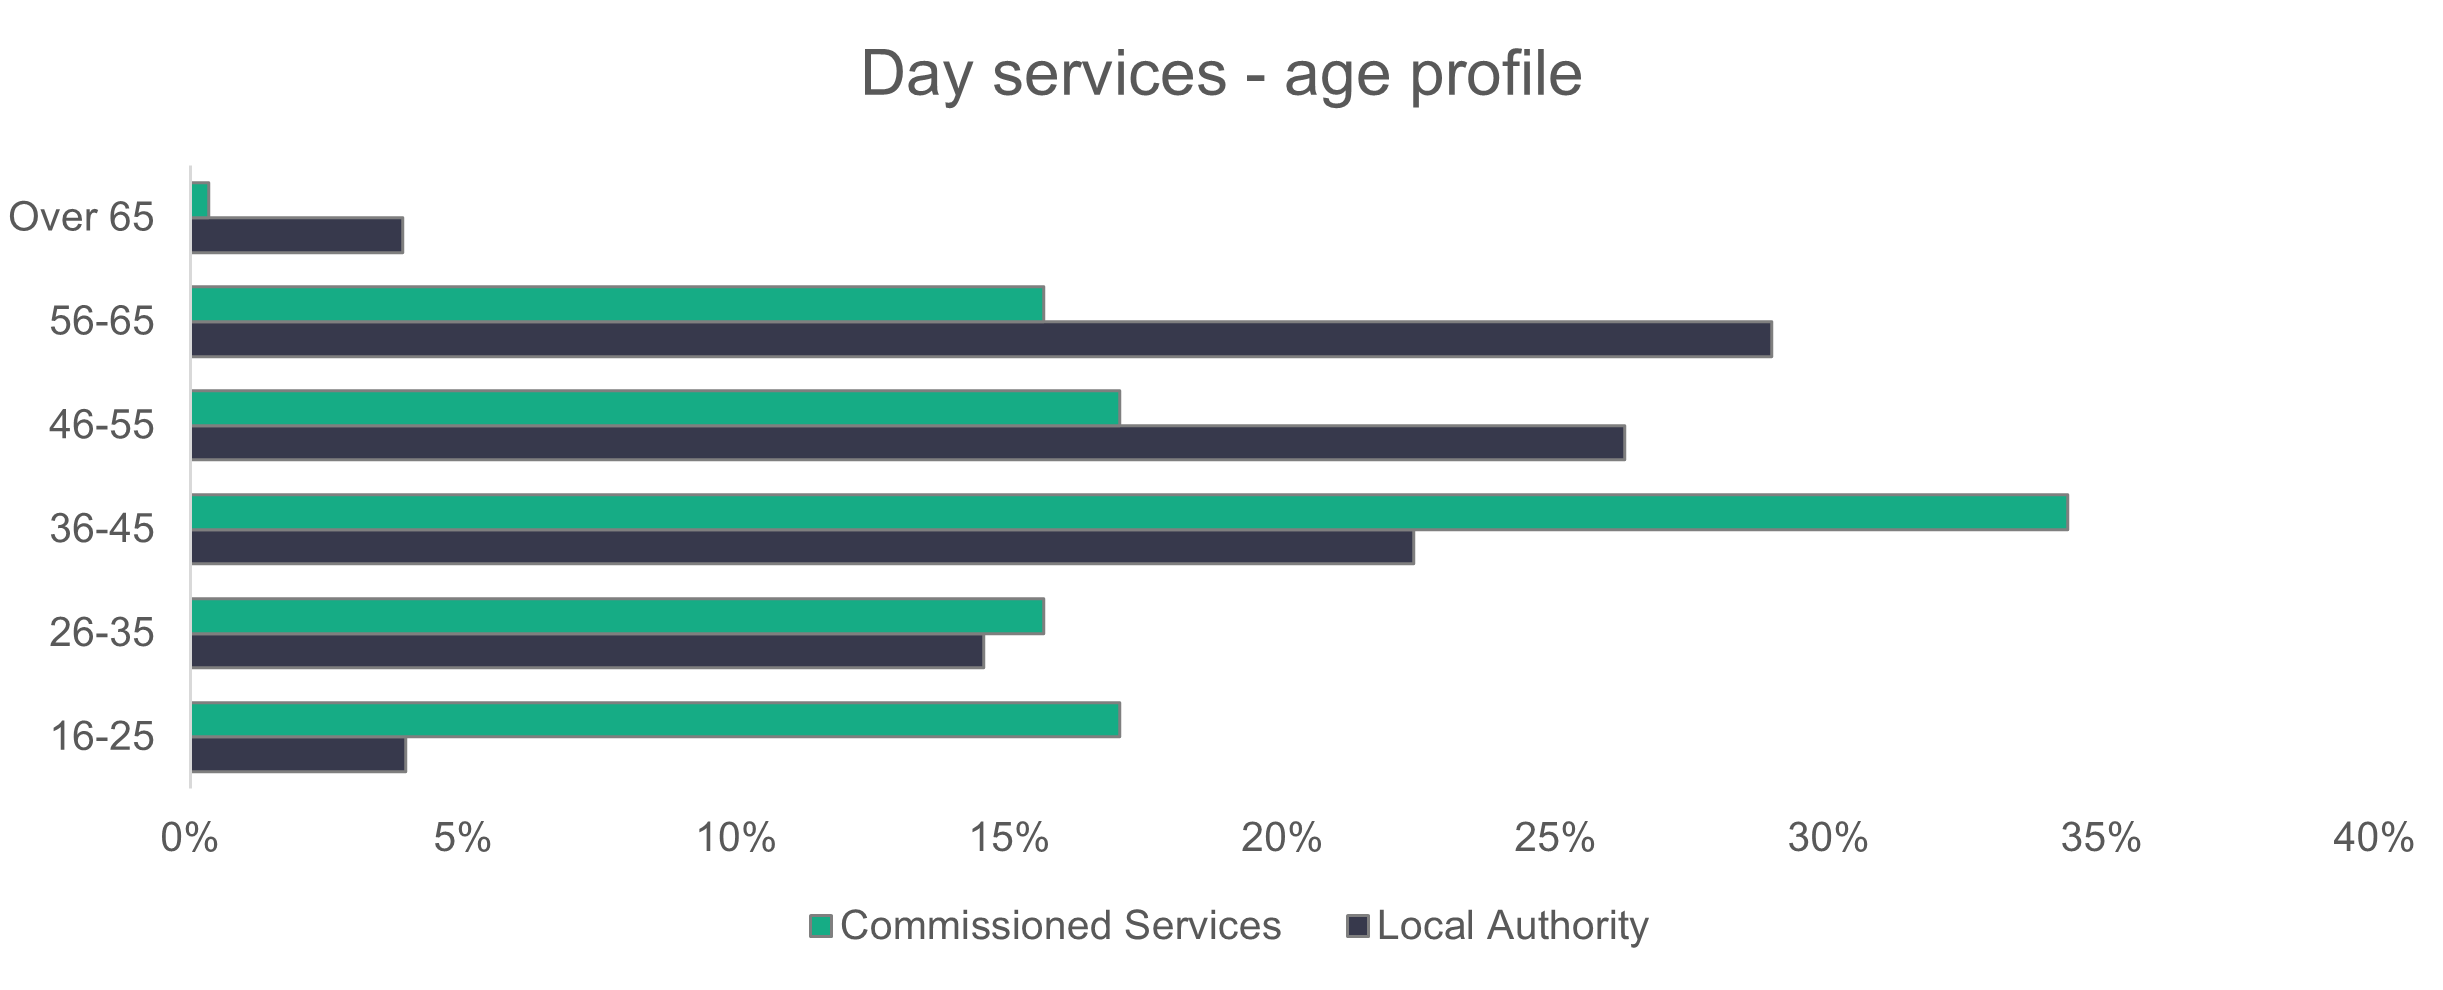 Day services - age profile
Over 65
56-65
46-55
36-45
26-35
16-25
0% 5% 10% 15% 20% 25% 30% 35% 40%
Commissioned Services Local Authority